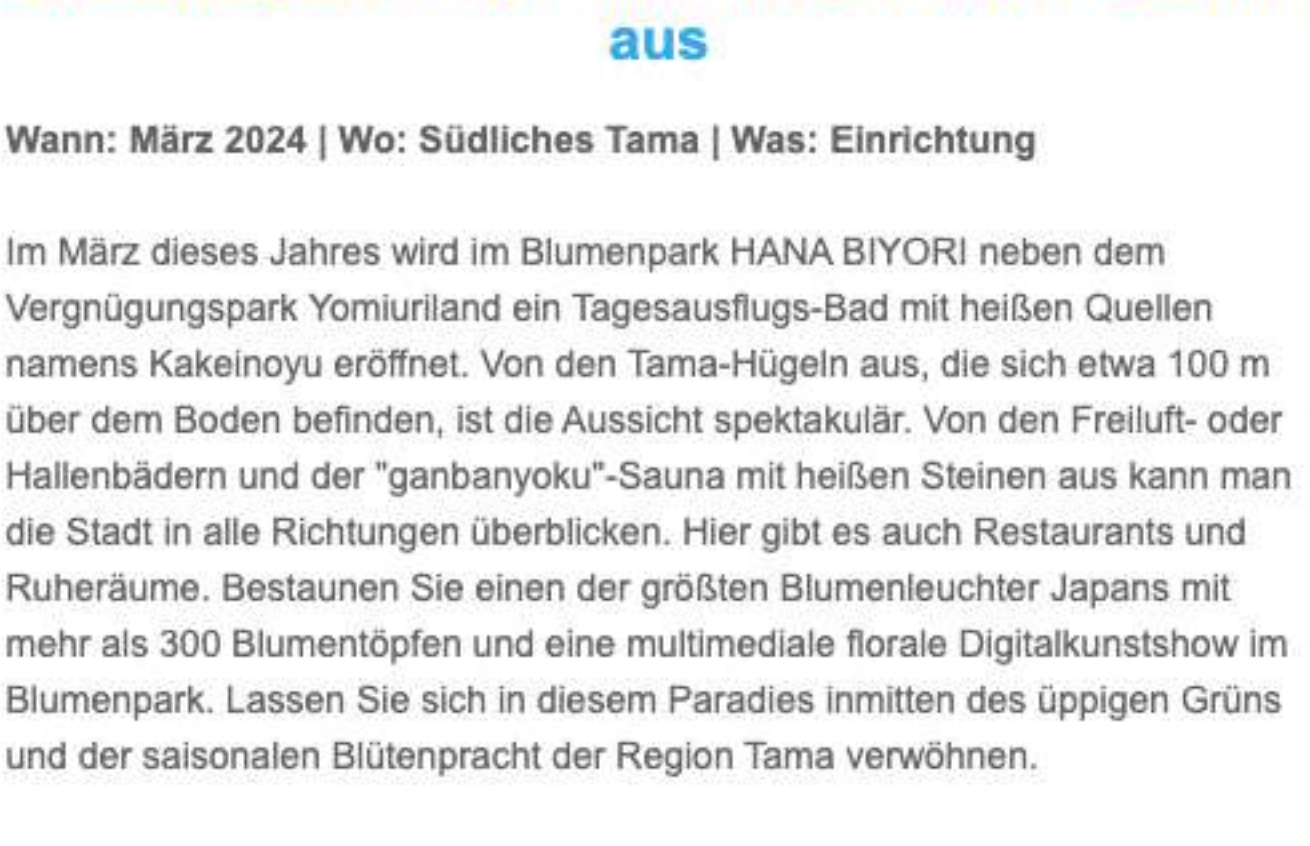 aus
Wann: März 2024 | Wo: Südliches Tama | Was: Einrichtung
Im März dieses Jahres wird im Blumenpark HANA BIYORI neben dem
Vergnügungspark Yomiuriland ein Tagesausflugs-Bad mit heißen Quellen
namens Kakeinoyu eröffnet. Von den Tama-Hügeln aus, die sich etwa 100 m
über dem Boden befinden, ist die Aussicht spektakulär. Von den Freiluft- oder
Hallenbädern und der "ganbanyoku"-Sauna mit heißen Steinen aus kann man
die Stadt in alle Richtungen überblicken. Hier gibt es auch Restaurants und
Ruheräume. Bestaunen Sie einen der größten Blumenleuchter Japans mit
mehr als 300 Blumentöpfen und eine multimediale florale Digitalkunstshow im
Blumenpark. Lassen Sie sich in diesem Paradies inmitten des üppigen Grüns
und der saisonalen Blütenpracht der Region Tama verwöhnen.